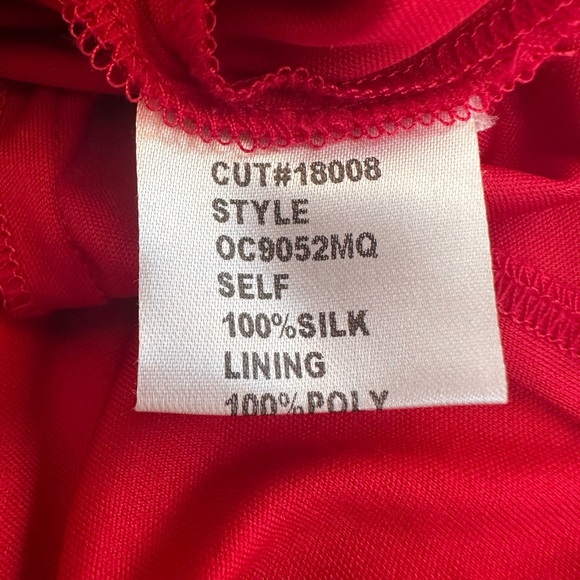 CUT#18008
STYLE
OC9052MQ
SELF
100%SILK
LINING
100%POLY